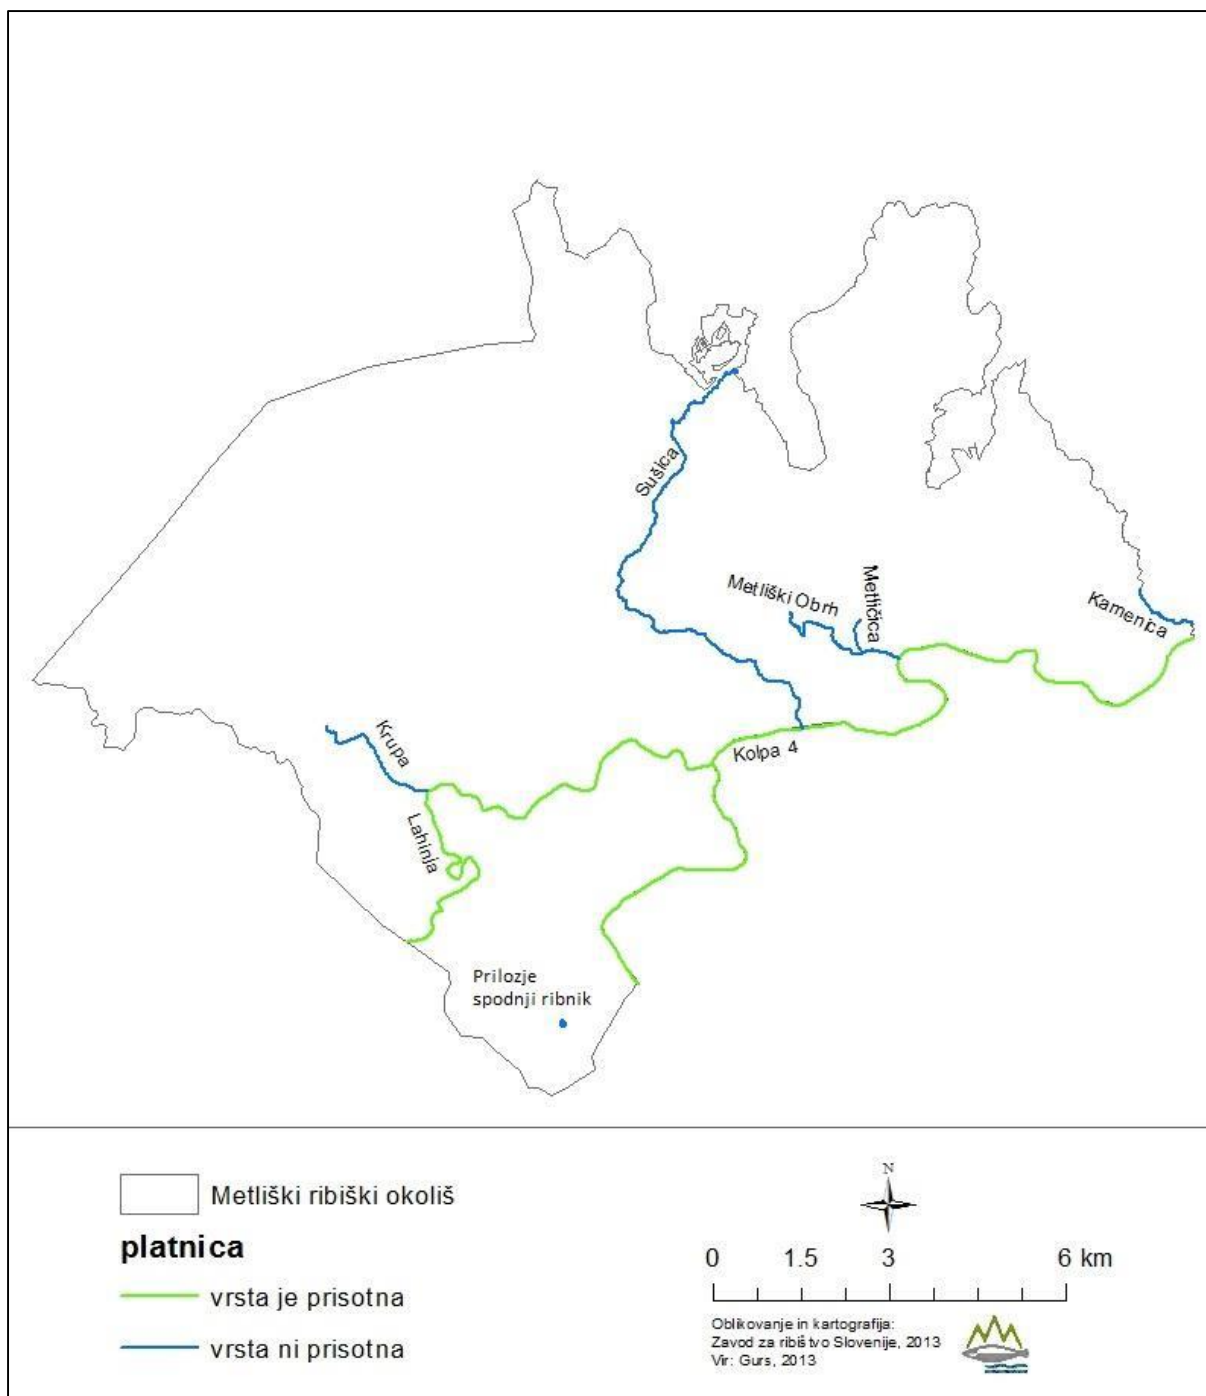 Sušica
Metliški Obrh
Metličica
Kamenica
Krupa
Kolpa 4
Lahinja
Prilozje
spodnji ribnik
Metliški ribiški okoliš
platnica
vrsta je prisotna
vrsta ni prisotna
N
0 1.5 3 6 km
Oblikovanje in kartografija:
Zavod za ribištvo Slovenije, 2013
Vir: Gurs, 2013